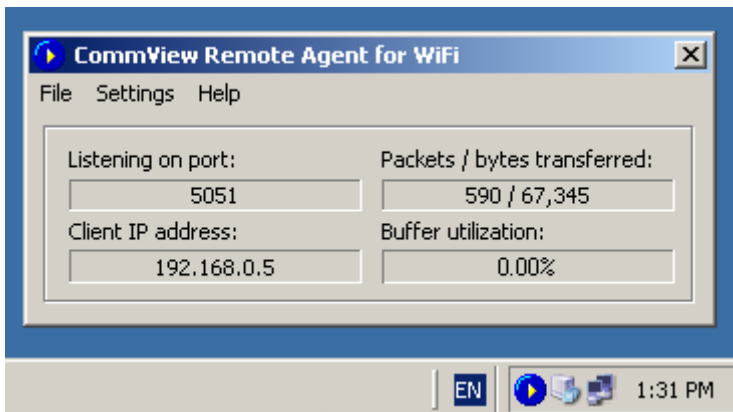 CommView Remote Agent for WiFi
File Settings Help
Listening on port: Packets / bytes transferred:
5051 590 / 67,345
Client IP address: Buffer utilization:
192.168.0.5 0.00%
EN 1:31 PM